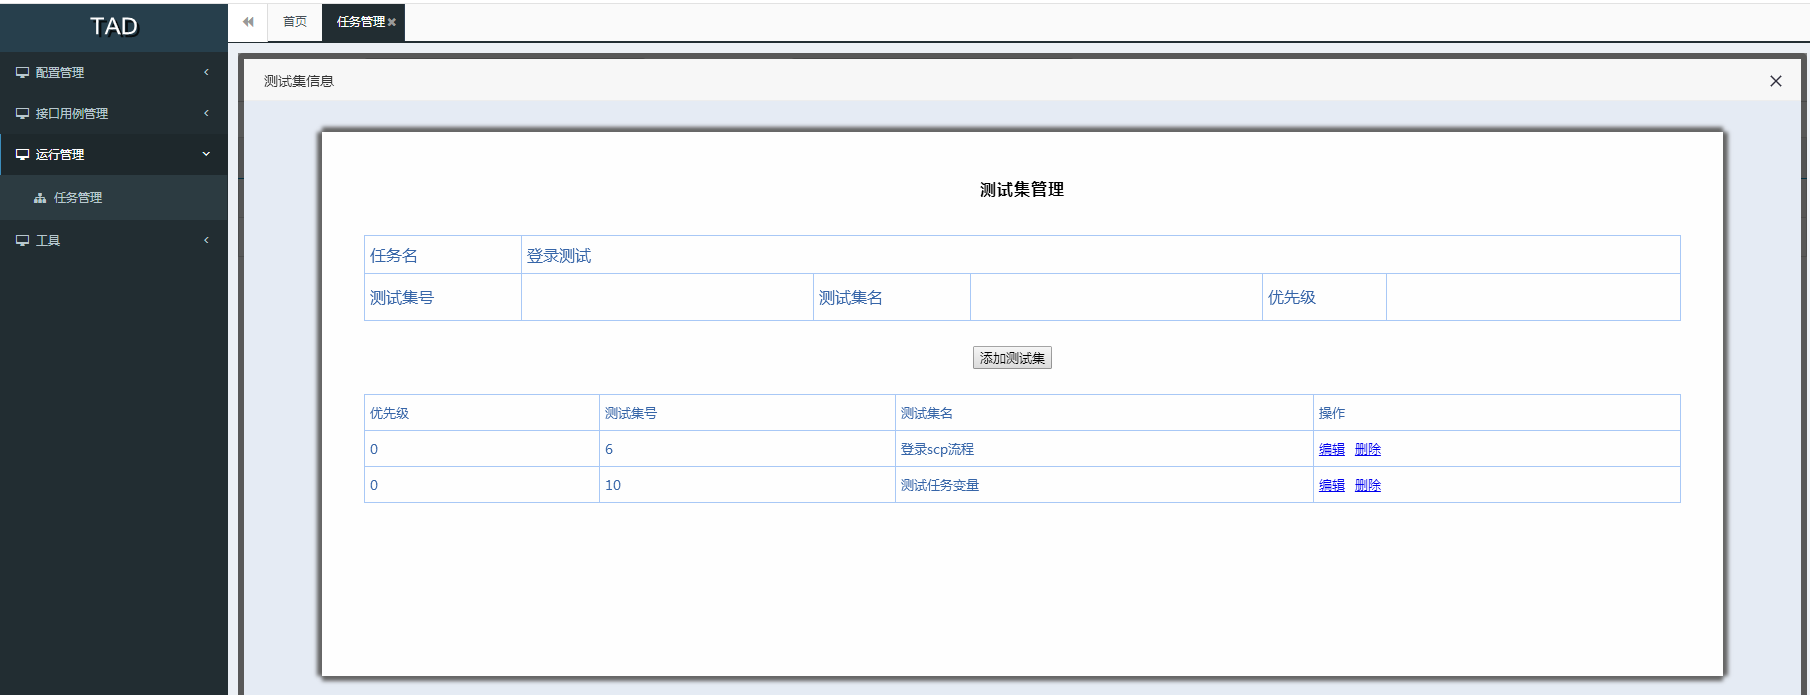 TAD
首页
任务管理
配置管理
接口用例管理
运行管理
任务管理
工具
测试集信息
测试集管理
任务名 登录测试
测试集号 测试集名 优先级
添加测试集
优先级 测试集号 测试集名 操作
0 6 登录scp流程 编辑 删除
0 10 测试任务变量 编辑 删除